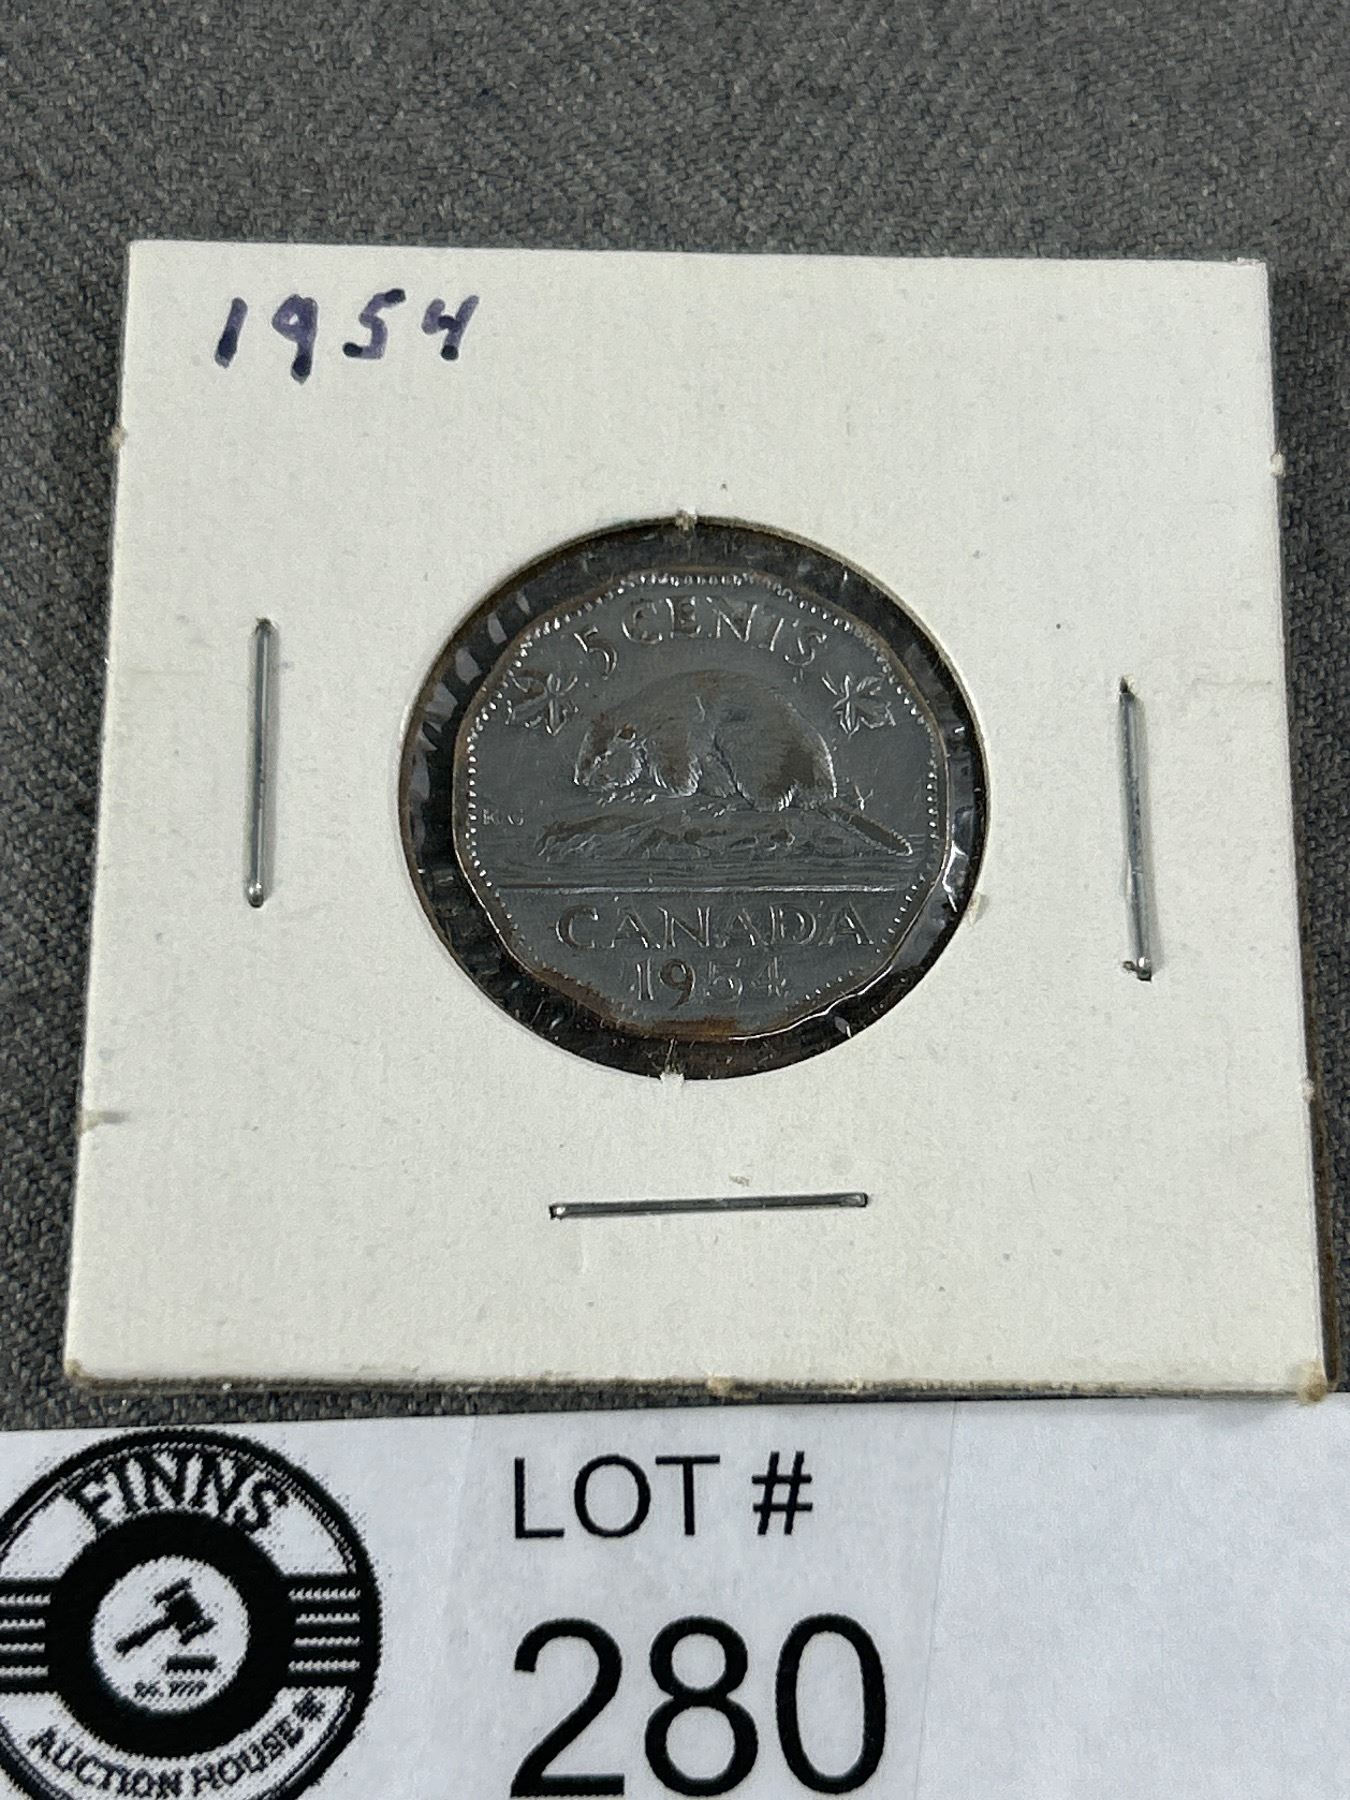 1954
5 CENTS
KG
CANADA
1954
FINNS
AUCTION HOUSE
LOT #
280